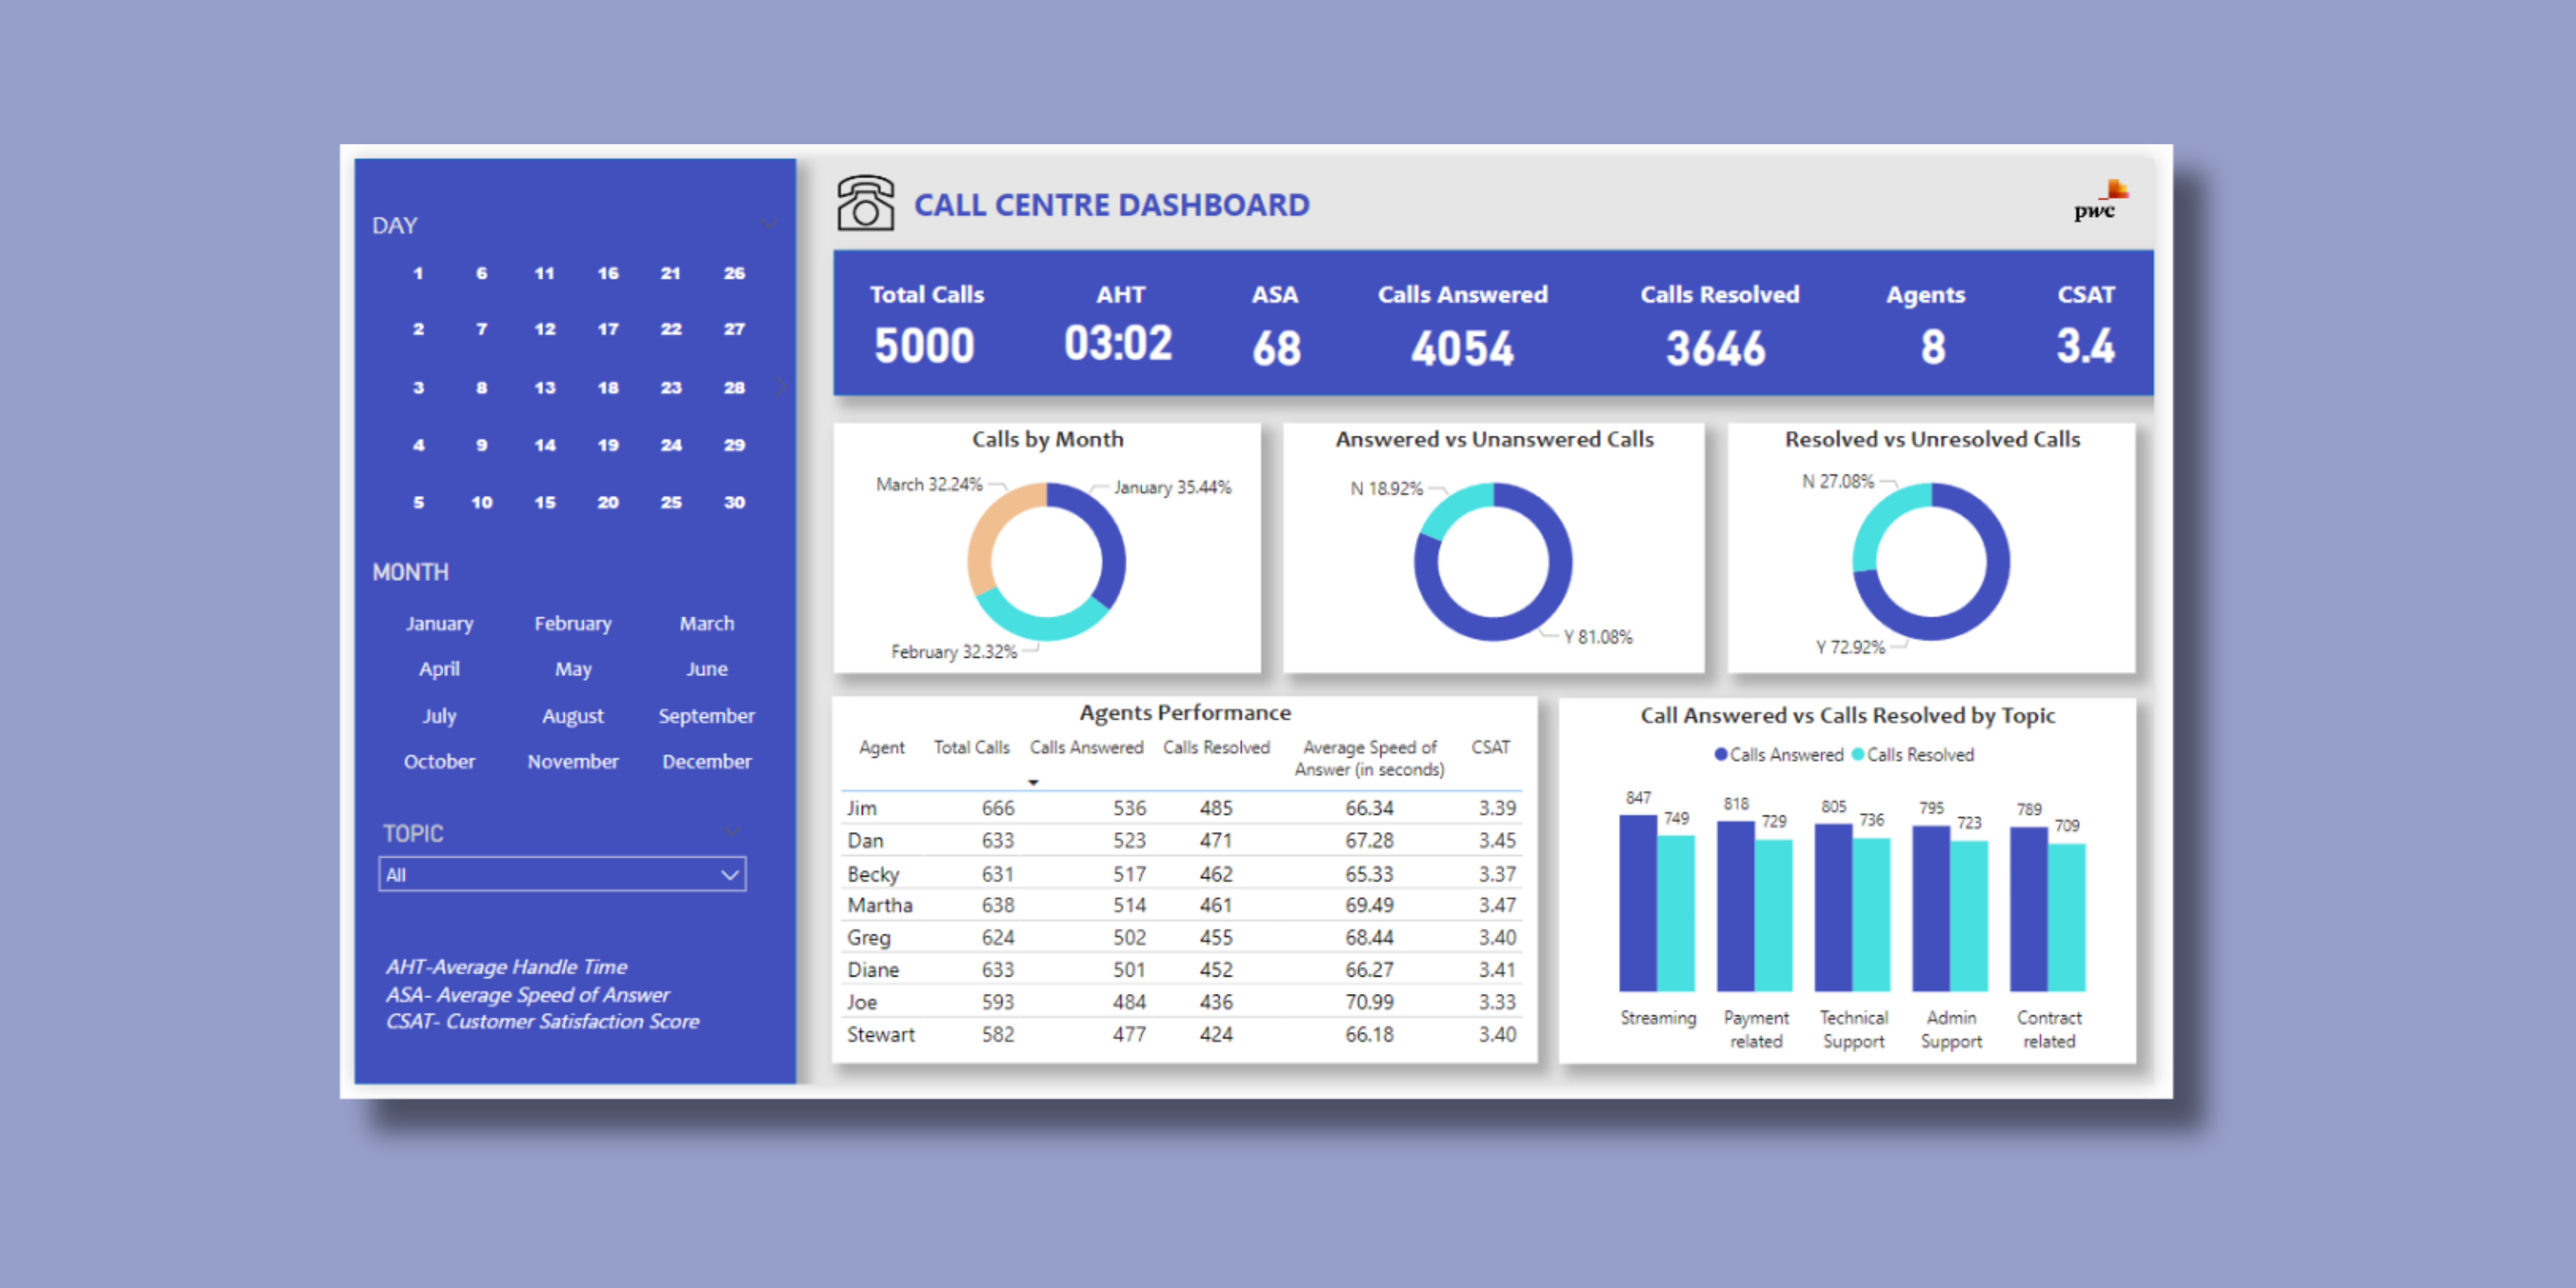 DAY
1 6 11 16 21 26
2 7 12 17 22 27
3 8 13 18 23 28
4 9 14 19 24 29
5 10 15 20 25 30
MONTH
January February March
April May June
July August September
October November December
TOPIC
All
AHT-Average Handle Time
ASA- Average Speed of Answer
CSAT- Customer Satisfaction Score
CALL CENTRE DASHBOARD
pwc
Total Calls AHT ASA Calls Answered Calls Resolved Agents CSAT
5000 03:02 68 4054 3646 8 3.4
Calls by Month
March 32.24%
January 35.44%
February 32.32%
Answered vs Unanswered Calls
N 18.92%
Y 81.08%
Resolved vs Unresolved Calls
N 27.08%
Y 72.92%
Agents Performance
Agent Total Calls Calls Answered Calls Resolved Average Speed of CSAT
Answer (in seconds)
Jim 666 536 485 66.34 3.39
Dan 633 523 471 67.28 3.45
Becky 631 517 462 65.33 3.37
Martha 638 514 461 69.49 3.47
Greg 624 502 455 68.44 3.40
Diane 633 501 452 66.27 3.41
Joe 593 484 436 70.99 3.33
Stewart 582 477 424 66.18 3.40
Call Answered vs Calls Resolved by Topic
Calls Answered Calls Resolved
847 749 818 729 805 736 795 723 789 709
Streaming Payment Technical Admin Contract
related Support Support related